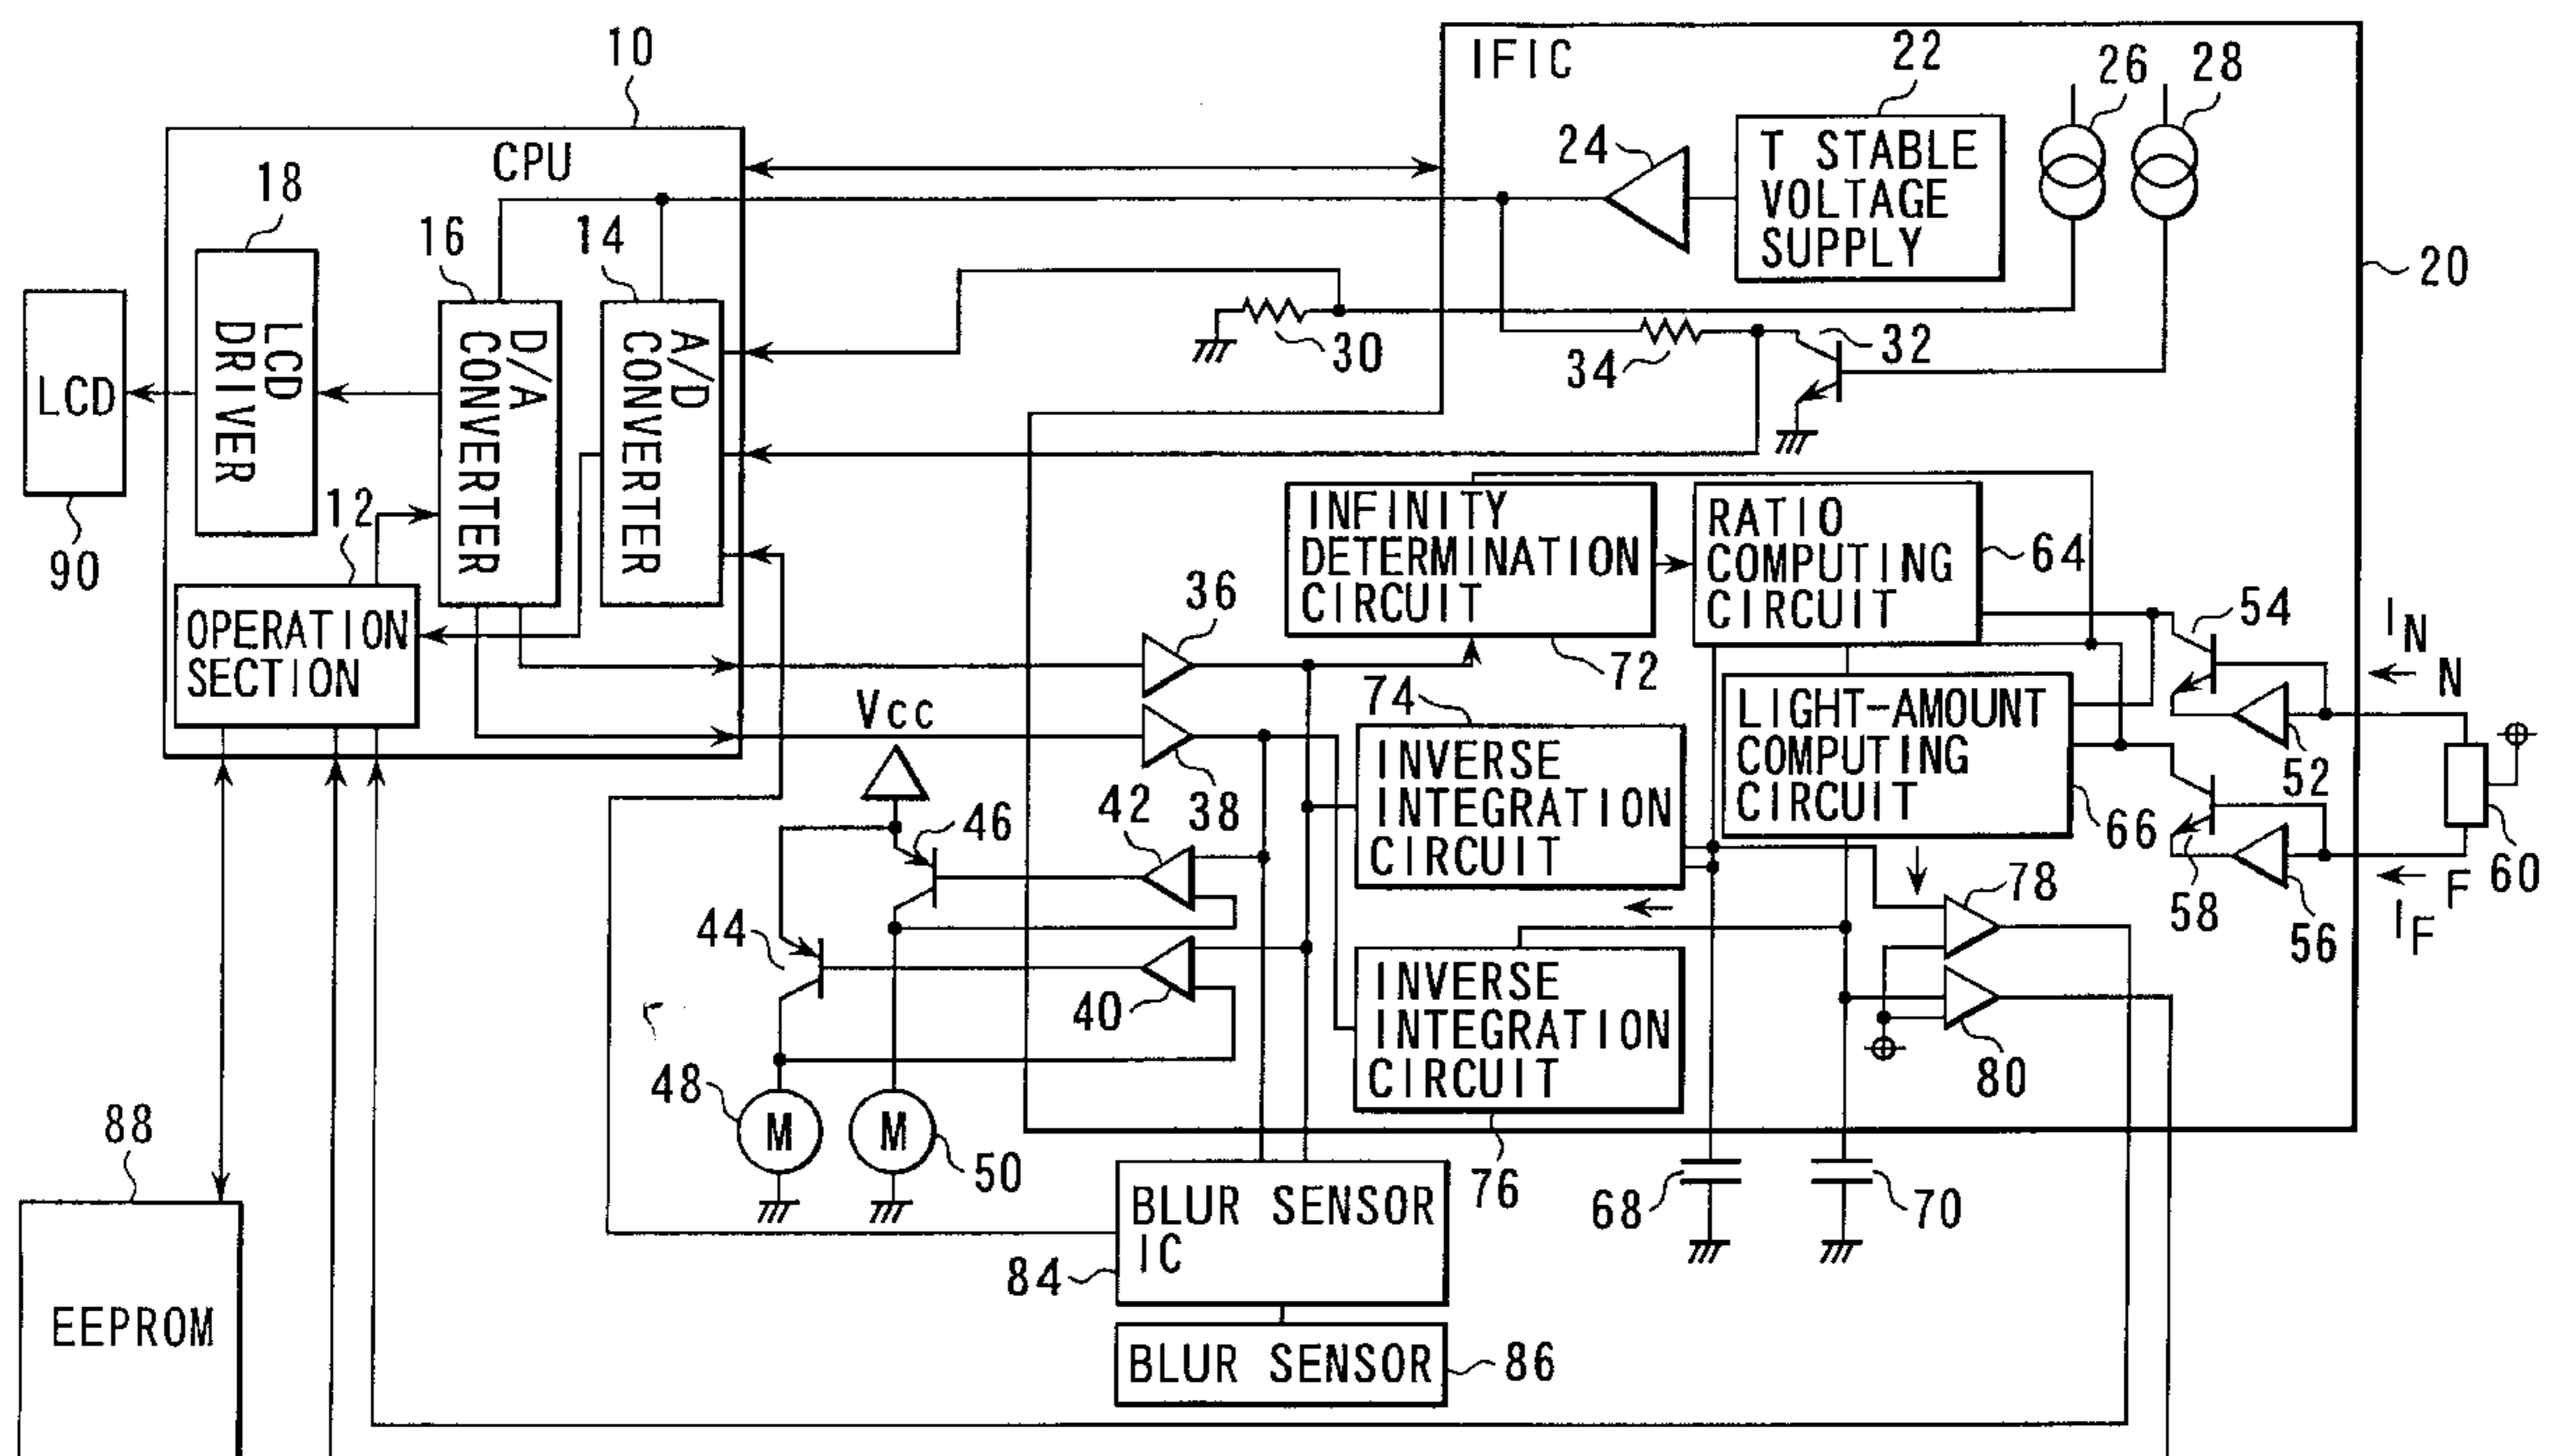 10
CPU
18
16
14
LCD
DRIVER
D/A
CONVERTER
A/D
CONVERTER
LCD
90
12
OPERATION
SECTION
IFIC
22
26
28
24
T STABLE
VOLTAGE
SUPPLY
20
30
34
32
INFINITY
DETERMINATION
CIRCUIT
72
RATIO
COMPUTING
CIRCUIT
64
54
IN
N
36
38
Vcc
74
INVERSE
INTEGRATION
CIRCUIT
LIGHT-AMOUNT
COMPUTING
CIRCUIT
66
52
60
42
46
44
40
58
56
F
IF
78
80
INVERSE
INTEGRATION
CIRCUIT
76
48
M
M
50
68
70
88
EEPROM
BLUR SENSOR
IC
84
BLUR SENSOR
86